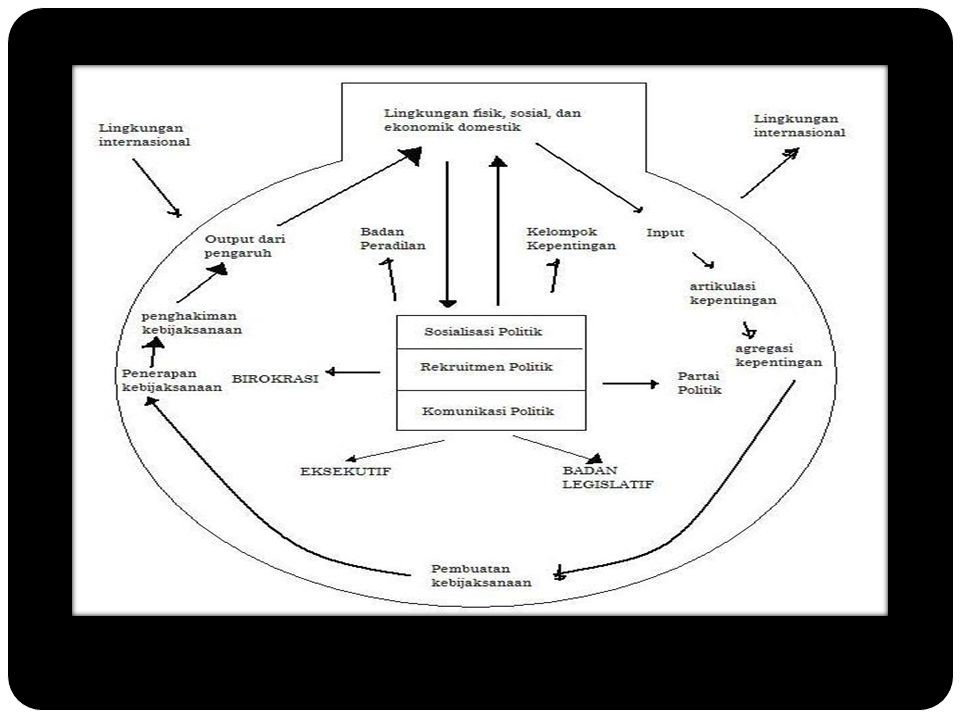 Lingkungan fisik, sosial, dan
ekonomik domestik
Lingkungan
internasional
Lingkungan
internasional
Output dari
pengaruh
Badan
Peradilan
Kelompok
Kepentingan
Input
artikulasi
kepentingan
penghakiman
kebijaksanaan
Sosialisasi Politik
agregasi
kepentingan
Rekruitmen Politik
Penerapan
kebijaksanaan
BIROKRASI
Partai
Politik
Komunikasi Politik
EKSEKUTIF
BADAN
LEGISLATIF
Pembuatan
kebijaksanaan